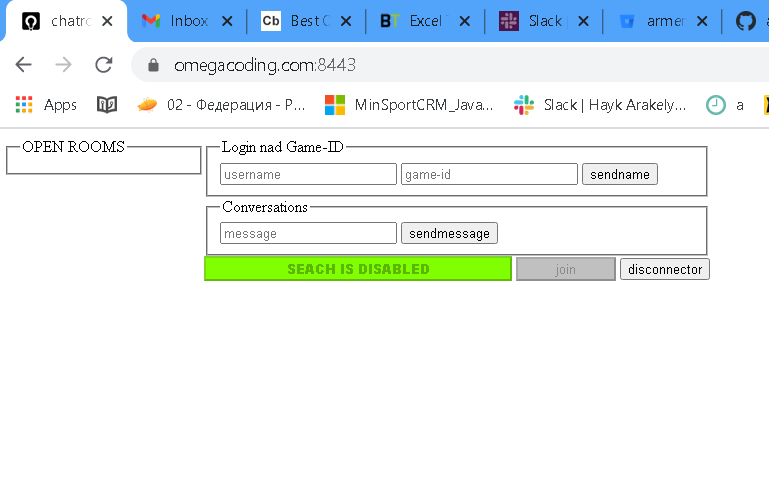 chatro Inbox Best C Excel Slack armer
omegacoding.com:8443
Apps 02 - Федерация - Р... MinSportCRM_Java... Slack | Hayk Arakely... a
OPEN ROOMS
Login nad Game-ID
username game-id sendname
Conversations
message sendmessage
SEACH IS DISABLED join disconnector